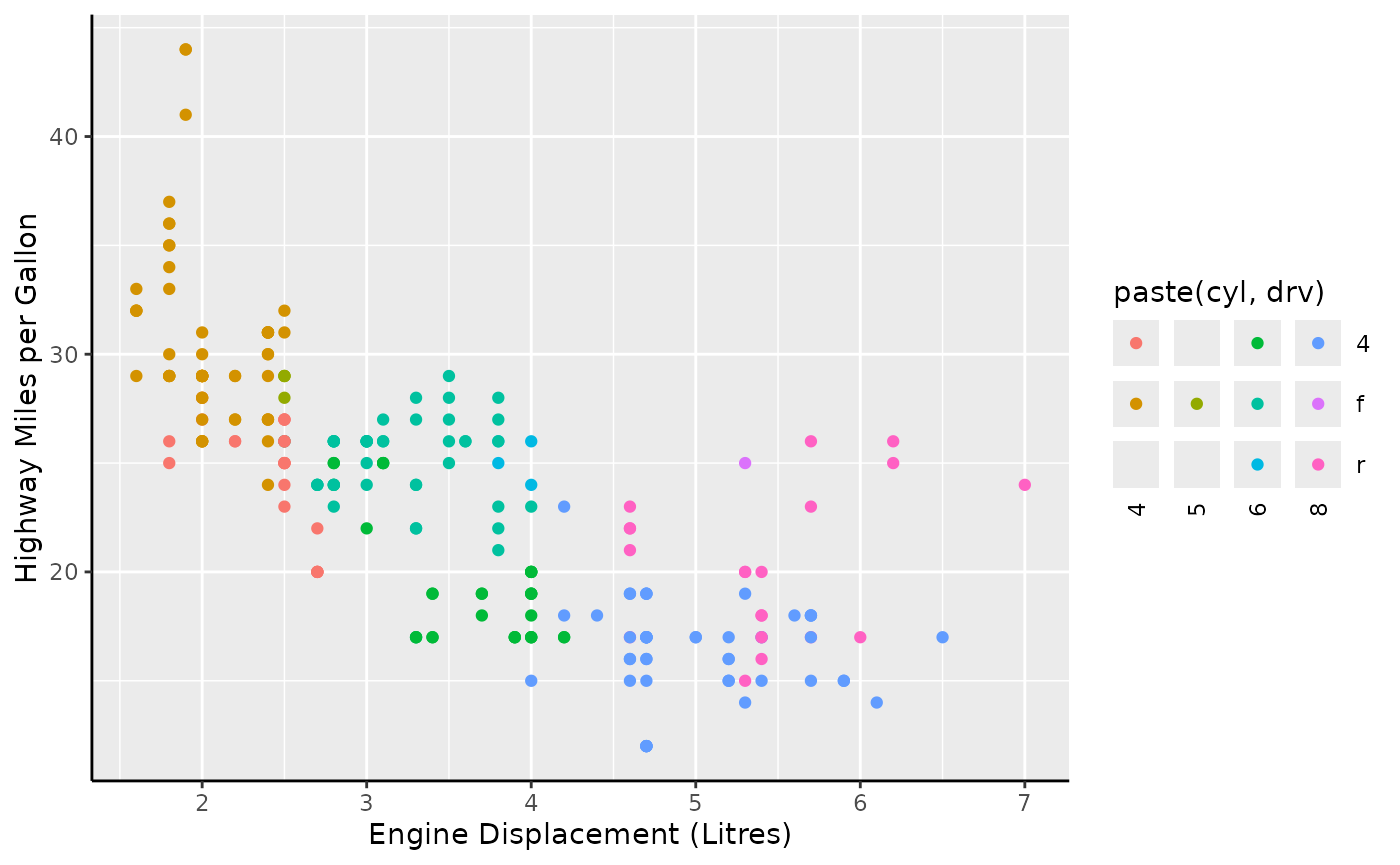 Highway Miles per Gallon
40
30
20
2 3 4 5 6 7
Engine Displacement (Litres)
paste(cyl, drv)
4
f
r
4 5 6 8